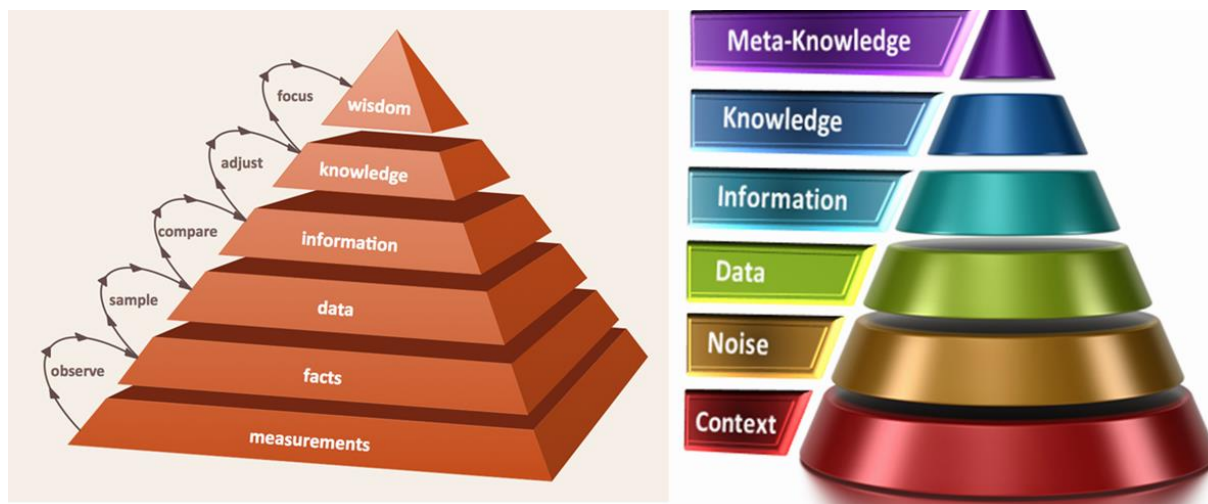 focus
wisdom
adjust
knowledge
compare
information
sample
data
observe
facts
measurements
Meta-Knowledge
Knowledge
Information
Data
Noise
Context